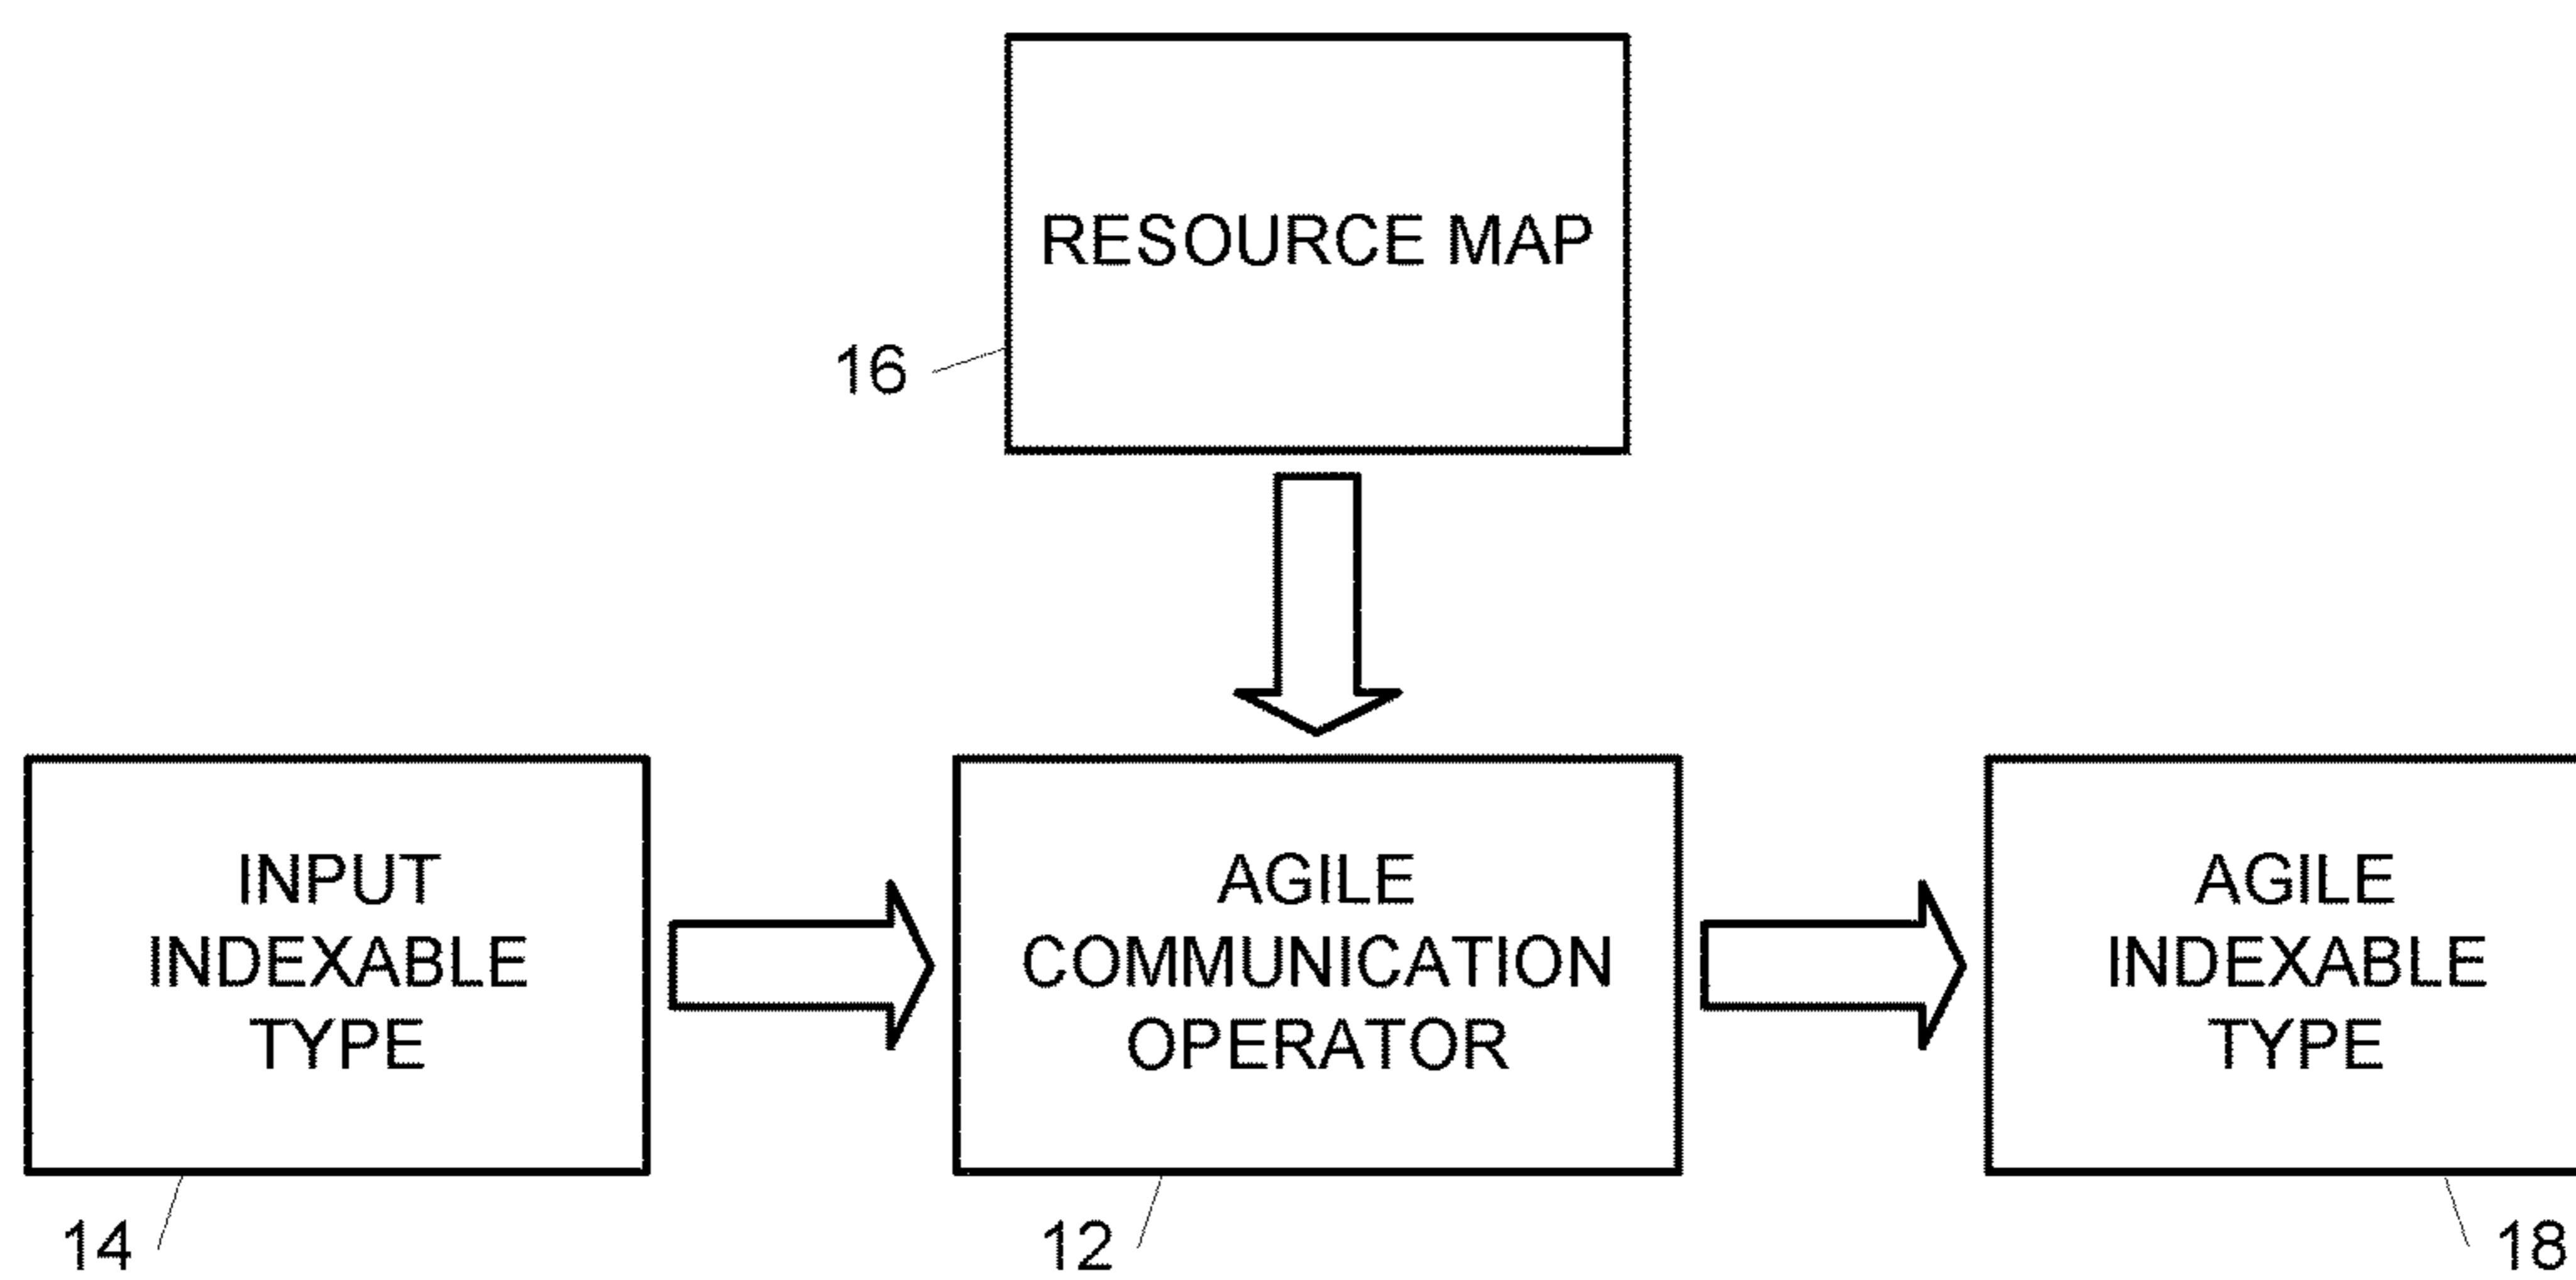 RESOURCE MAP
16
INPUT
INDEXABLE
TYPE
14
AGILE
COMMUNICATION
OPERATOR
12
AGILE
INDEXABLE
TYPE
18